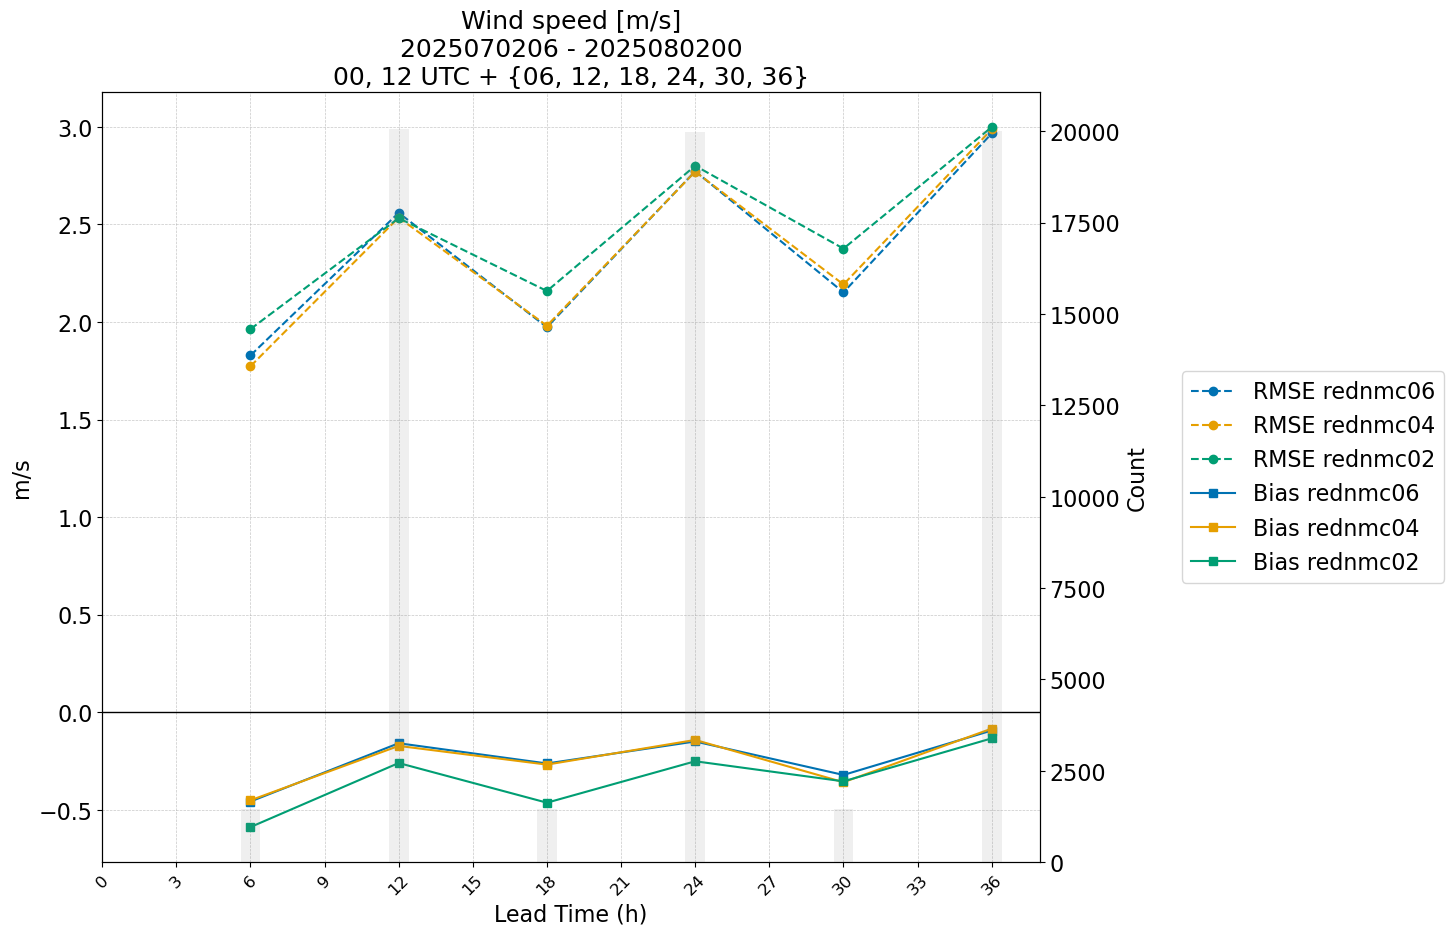 Wind speed [m/s]
2025070206 - 2025080200
00, 12 UTC + {06, 12, 18, 24, 30, 36}
3.0
2.5
2.0
1.5
1.0
0.5
0.0
−0.5
m/s
20000
17500
15000
12500
10000
7500
5000
2500
0
Count
0
3
6
9
12
15
18
21
24
27
30
33
36
Lead Time (h)
RMSE rednmc06
RMSE rednmc04
RMSE rednmc02
Bias rednmc06
Bias rednmc04
Bias rednmc02